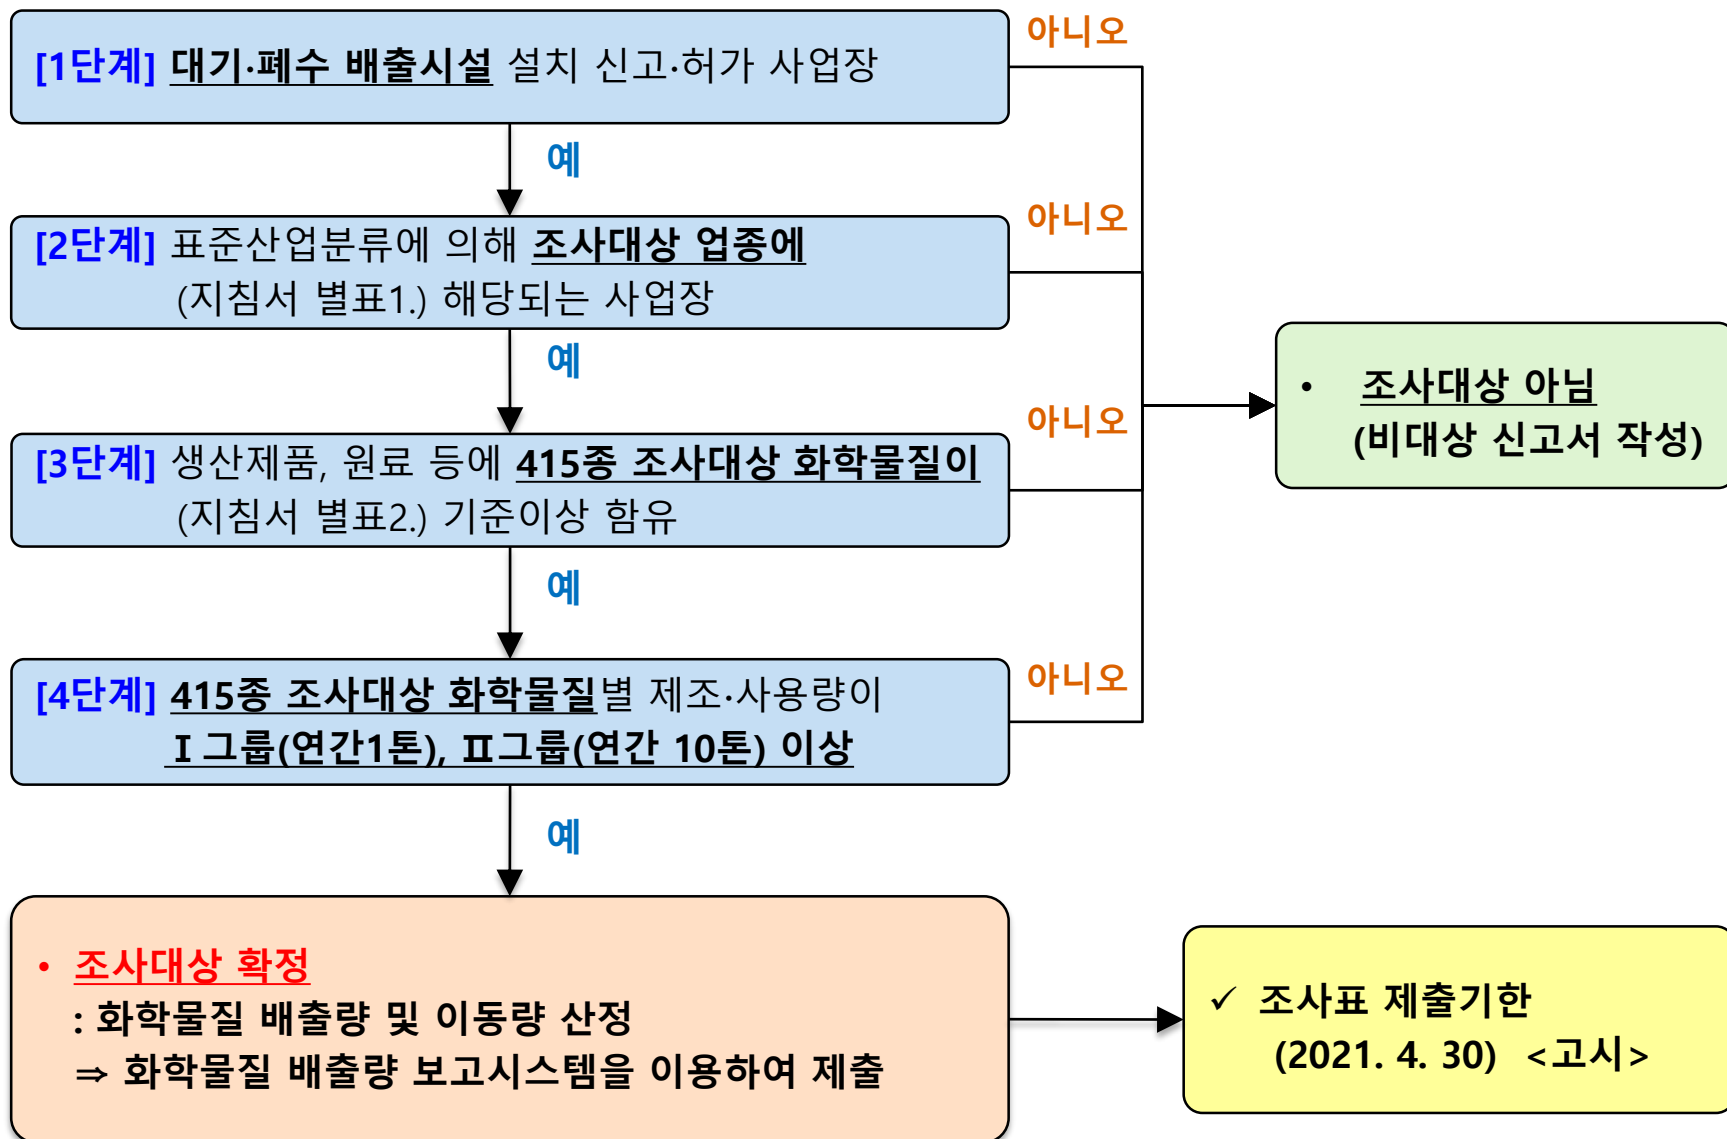 [1단계] 대기·폐수 배출시설 설치 신고·허가 사업장
아니오
예
[2단계] 표준산업분류에 의해 조사대상 업종에
(지침서 별표1.) 해당되는 사업장
아니오
예
[3단계] 생산제품, 원료 등에 415종 조사대상 화학물질이
(지침서 별표2.) 기준이상 함유
아니오
예
[4단계] 415종 조사대상 화학물질별 제조·사용량이
Ⅰ그룹(연간1톤), Ⅱ그룹(연간 10톤) 이상
아니오
예
• 조사대상 아님
(비대상 신고서 작성)
• 조사대상 확정
: 화학물질 배출량 및 이동량 산정
⇒ 화학물질 배출량 보고시스템을 이용하여 제출
✓ 조사표 제출기한
(2021. 4. 30) <고시>